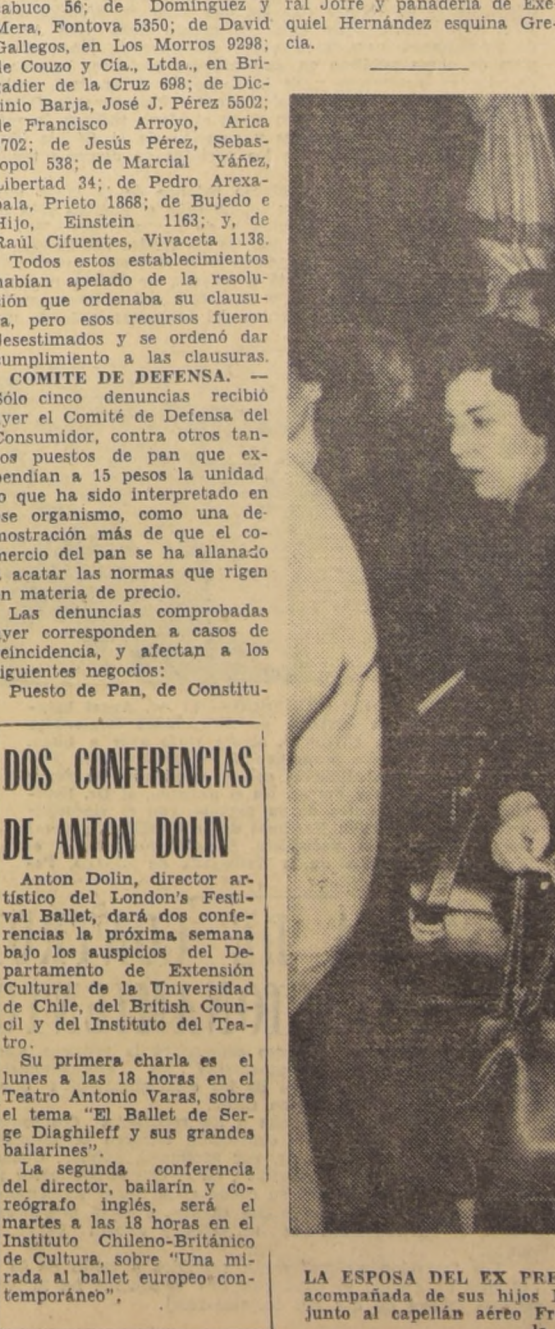 abuco 56; de Domínguez y
Mera, Fontova 5350; de David
Gallegos, en Los Morros 9298;
de Couzo y Cía., Ltda., en Bri-
gadier de la Cruz 698; de Dic-
inio Barja, José J. Pérez 5502;
de Francisco Arroyo, Arica
702; de Jesús Pérez, Sebas-
opol 538; de Marcial Yáñez,
Libertad 34; de Pedro Arexa-
bala, Prieto 1868; de Bujedo e
Hijo, Einstein 1163; y, de
Raúl Cifuentes, Vivaceta 1138.
Todos estos establecimientos
habían apelado de la resolu-
ción que ordenaba su clausu-
ra, pero esos recursos fueron
desestimados y se ordenó dar
cumplimiento a las clausuras.
COMITE DE DEFENSA. —
Sólo cinco denuncias recibió
ayer el Comité de Defensa del
Consumidor, contra otros tan-
tos puestos de pan que ex-
pendían a 15 pesos la unidad
lo que ha sido interpretado en
ese organismo, como una de-
mostración más de que el co-
mercio del pan se ha allanado
a acatar las normas que rigen
en materia de precio.
Las denuncias comprobadas
ayer corresponden a casos de
reincidencia, y afectan a los
siguientes negocios:
Puesto de Pan, de Constitu-
DOS CONFERENCIAS
DE ANTON DOLIN
Anton Dolin, director ar-
tístico del London's Festi-
val Ballet, dará dos confe-
rencias la próxima semana
bajo los auspicios del De-
partamento de Extensión
Cultural de la Universidad
de Chile, del British Coun-
cil y del Instituto del Tea-
tro.
Su primera charla es el
lunes a las 18 horas en el
Teatro Antonio Varas, sobre
el tema "El Ballet de Ser-
ge Diaghileff y sus grandes
bailarines".
La segunda conferencia
del director, bailarín y co-
reógrafo inglés, será el
martes a las 18 horas en el
Instituto Chileno-Británico
de Cultura, sobre "Una mi-
rada al ballet europeo con-
temporáneo",
ral Jofré y panadería de Exe-
quiel Hernández esquina Gre-
cia.
LA ESPOSA DEL EX PRE
acompañada de sus hijos
junto al capellán aéreo Fr